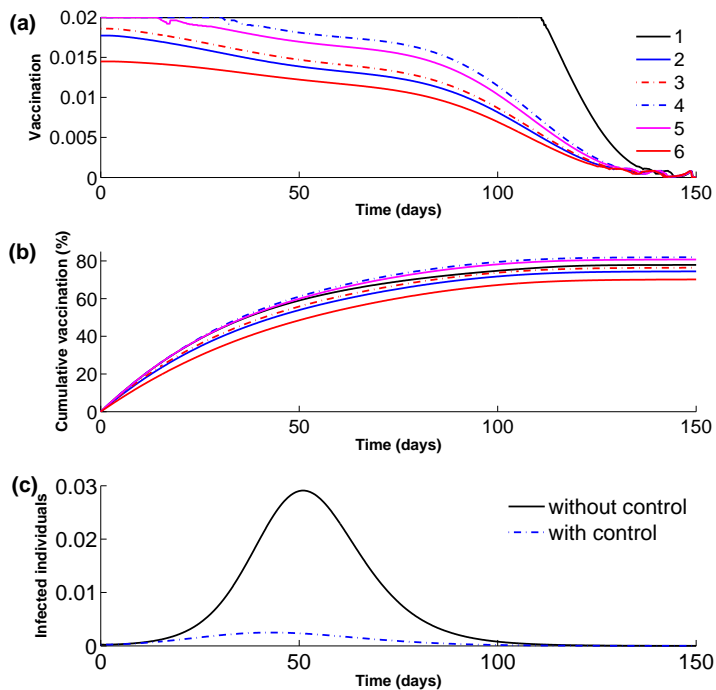 (a)
Vaccination
0.02
0.015
0.01
0.005
0
0
50
100
150
Time (days)
1
2
3
4
5
6
(b)
Cumulative vaccination (%)
80
60
40
20
0
0
50
100
150
Time (days)
(c)
Infected individuals
0.03
0.02
0.01
0
0
50
100
150
Time (days)
without control
with control